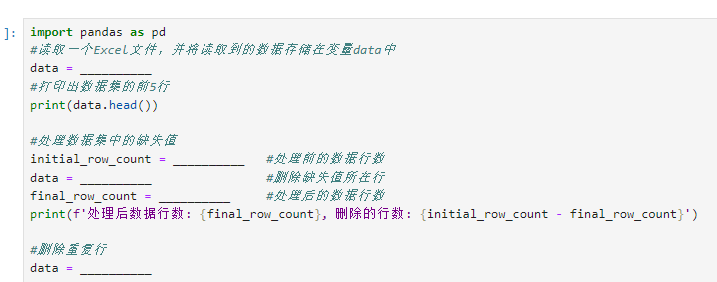 ]:
import pandas as pd
#读取一个Excel文件，并将读取到的数据存储在变量data中
data = __________
#打印出数据集的前5行
print(data.head())
#处理数据集中的缺失值
initial_row_count = __________ #处理前的数据行数
data = __________ #删除缺失值所在行
final_row_count = __________ #处理后的数据行数
print(f'处理后数据行数: {final_row_count}, 删除的行数: {initial_row_count - final_row_count}')
#删除重复行
data = __________